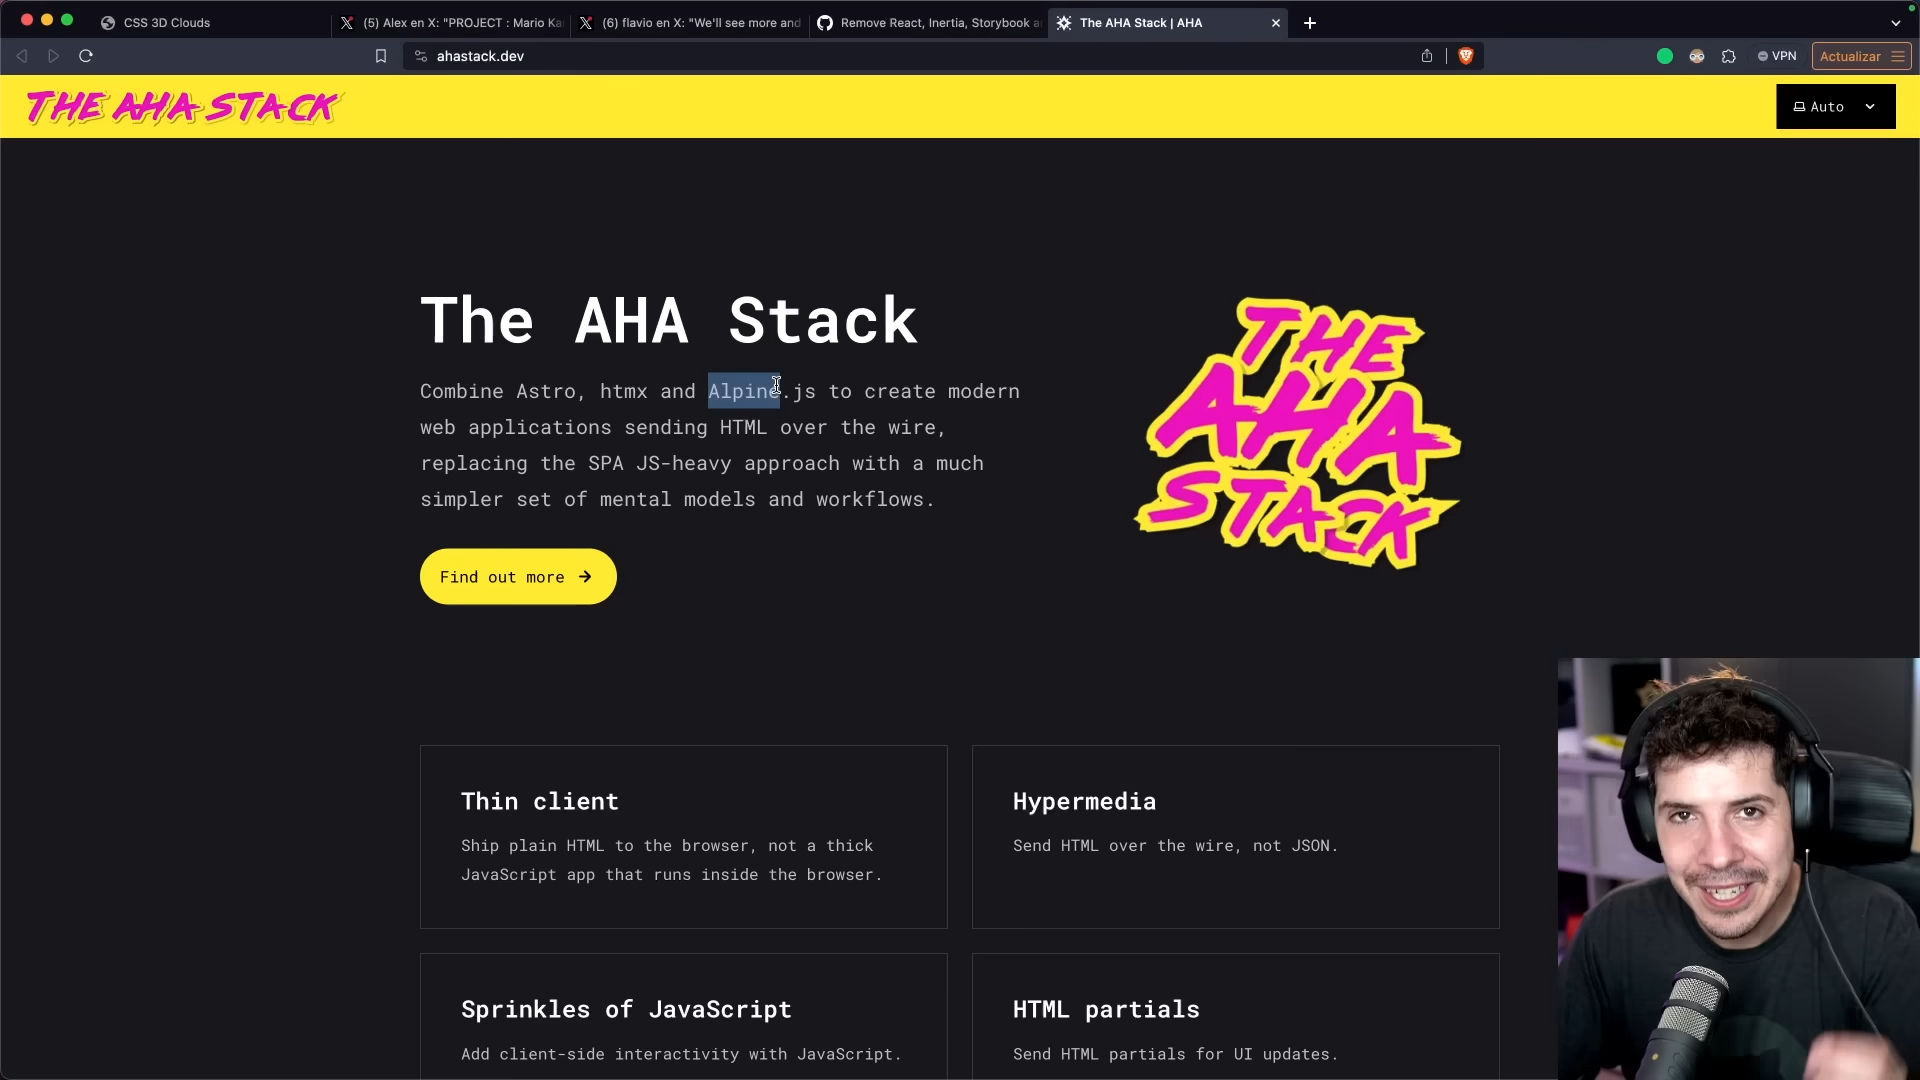 CSS 3D Clouds
(5) Alex en X: "PROJECT : Mario Ka
(6) flavio en X: "We'll see more and
Remove React, Inertia, Storybook a
The AHA Stack | AHA
ahastack.dev
VPN
Actualizar
THE AHA STACK
Auto
The AHA Stack
Combine Astro, htmx and Alpine.js to create modern
web applications sending HTML over the wire,
replacing the SPA JS-heavy approach with a much
simpler set of mental models and workflows.
Find out more
THE
AHA
STACK
Thin client
Ship plain HTML to the browser, not a thick
JavaScript app that runs inside the browser.
Hypermedia
Send HTML over the wire, not JSON.
Sprinkles of JavaScript
Add client-side interactivity with JavaScript.
HTML partials
Send HTML partials for UI updates.